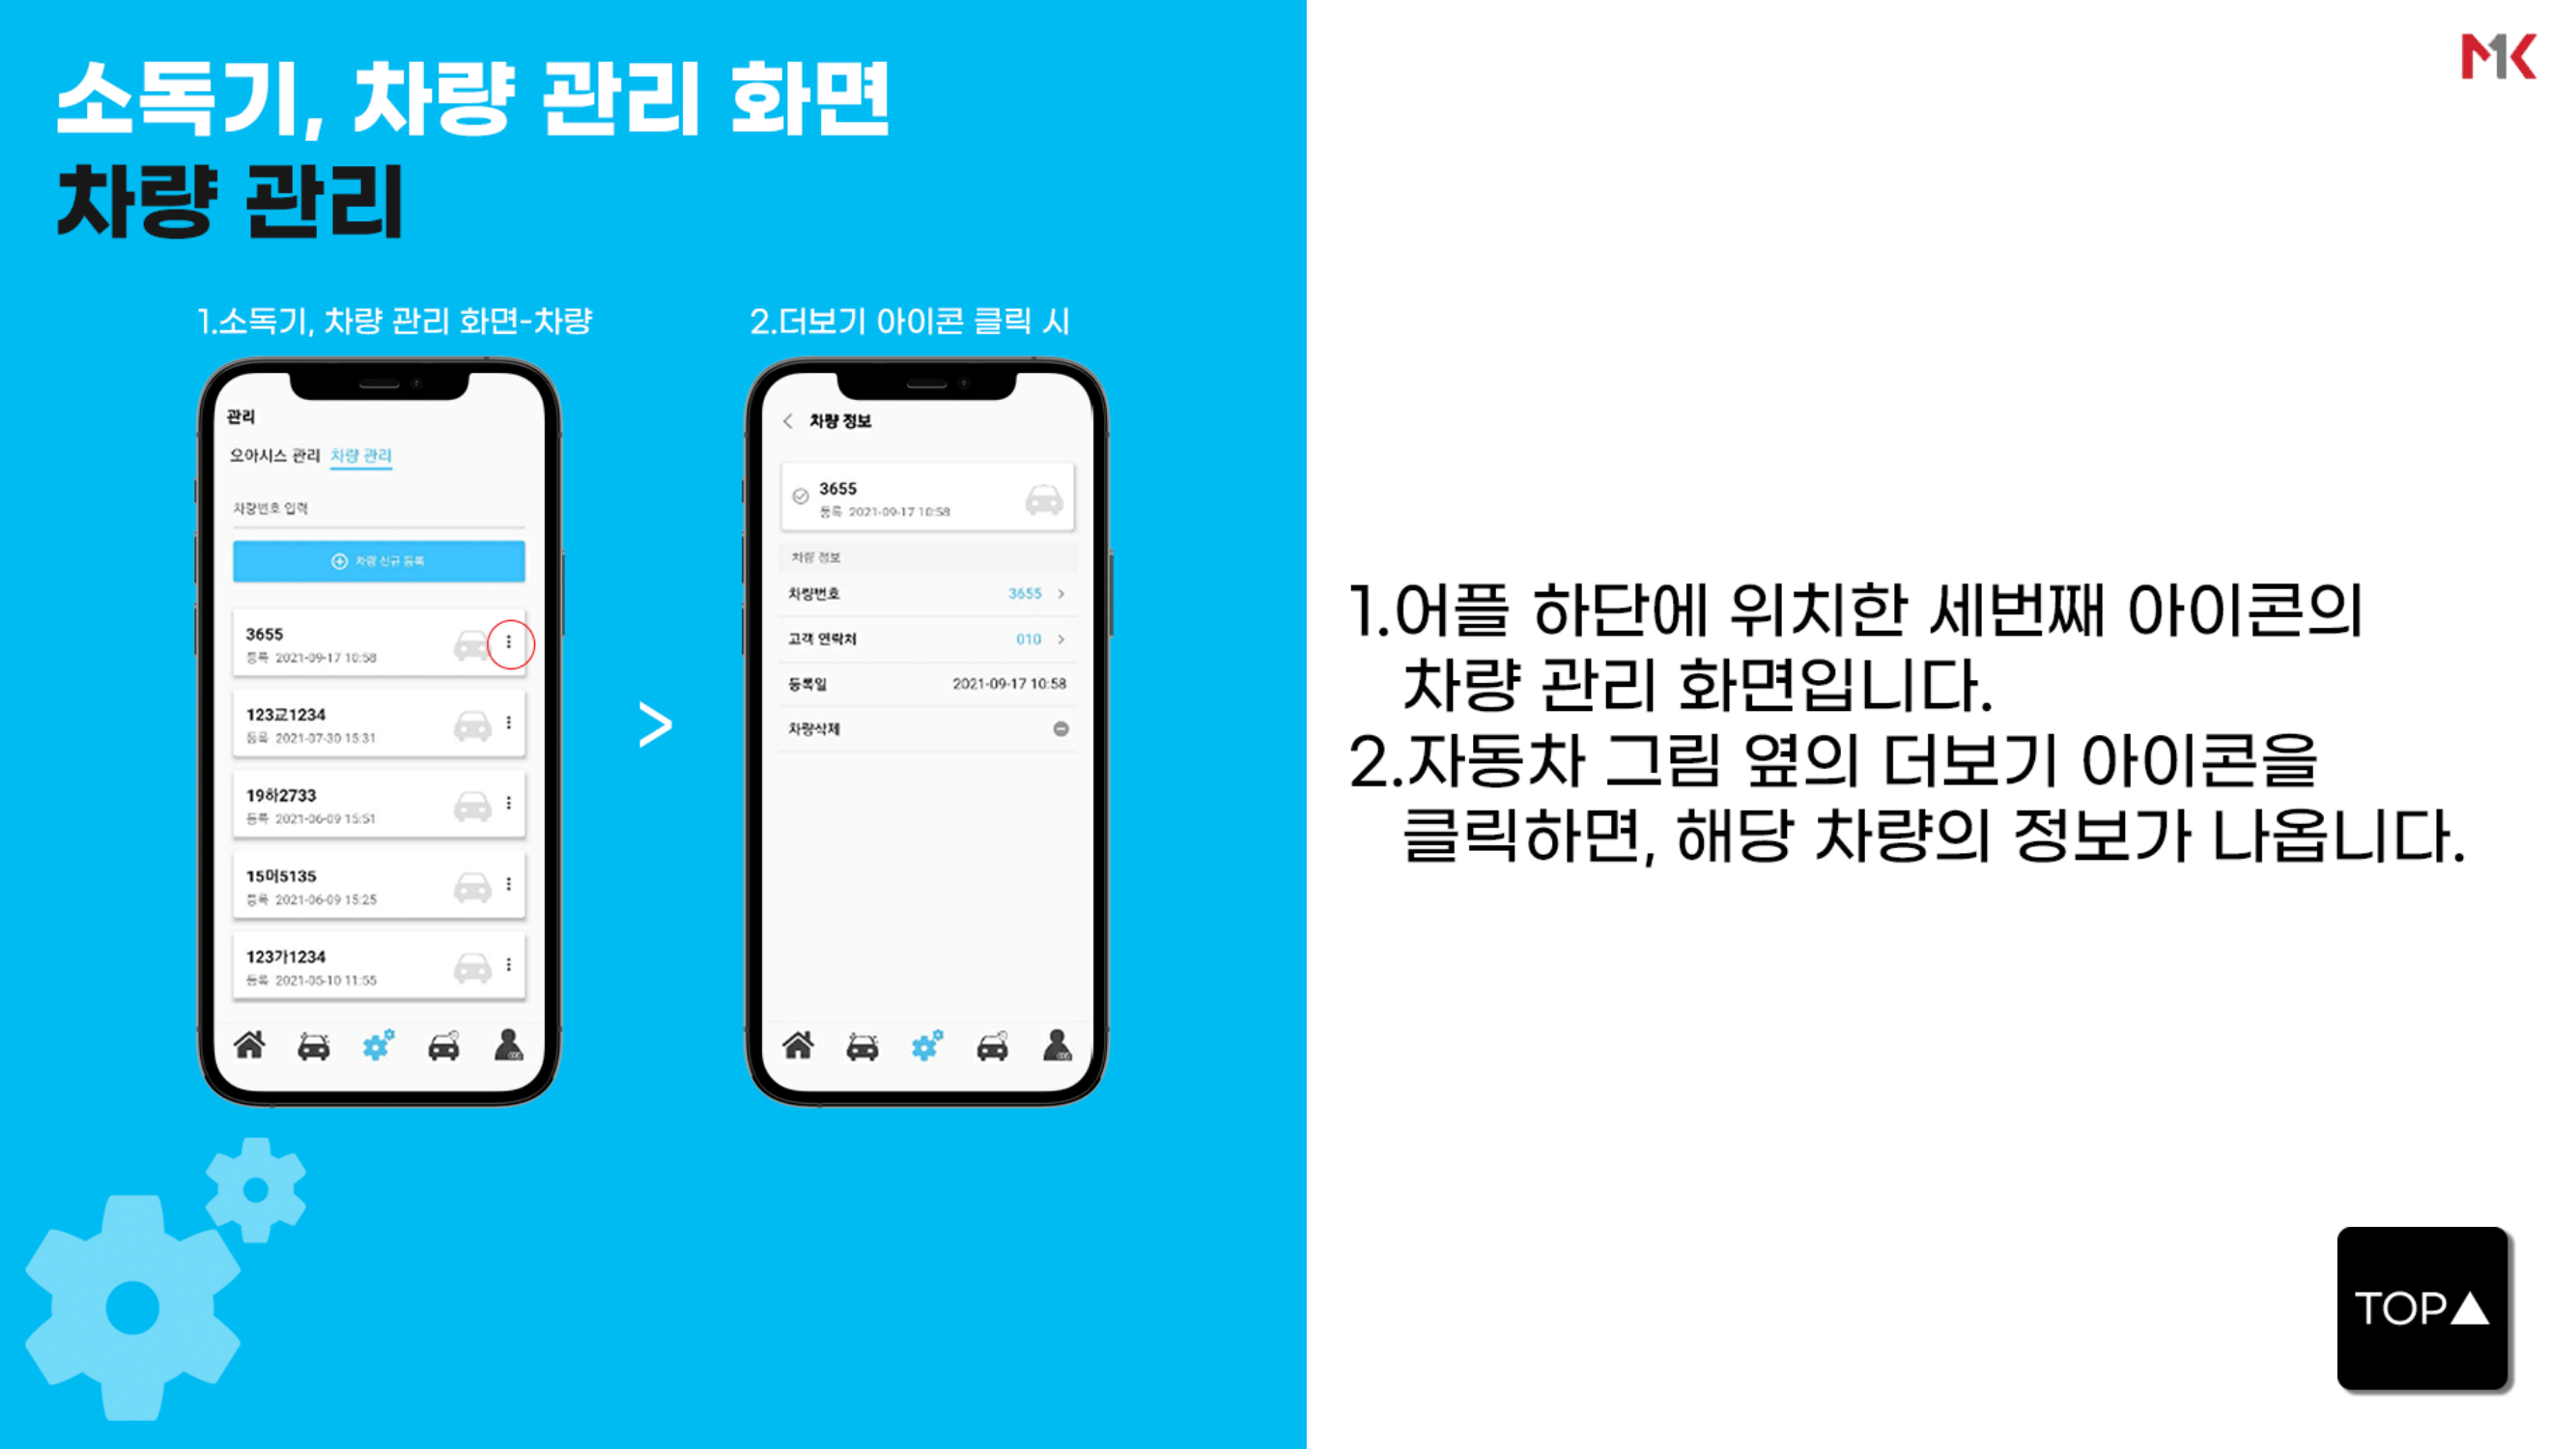 소독기, 차량 관리 화면
차량 관리
1.소독기, 차량 관리 화면-차량
관리
오아시스 관리 차량 관리
차량번호 입력
차량 신규 등록
3655
등록 2021-09-17 10:58
123교1234
등록 2021-07-30 15:31
19하2733
등록 2021-06-09 15:51
15머5135
등록 2021-06-09 15:25
123가1234
등록 2021-05-10 11:55
>
2.더보기 아이콘 클릭 시
차량 정보
3655
등록 2021-09-17 10:58
차량 정보
차량번호 3655
고객 연락처 010
등록일 2021-09-17 10:58
차량삭제
MK
1.어플 하단에 위치한 세번째 아이콘의
차량 관리 화면입니다.
2.자동차 그림 옆의 더보기 아이콘을
클릭하면, 해당 차량의 정보가 나옵니다.
TOP▲